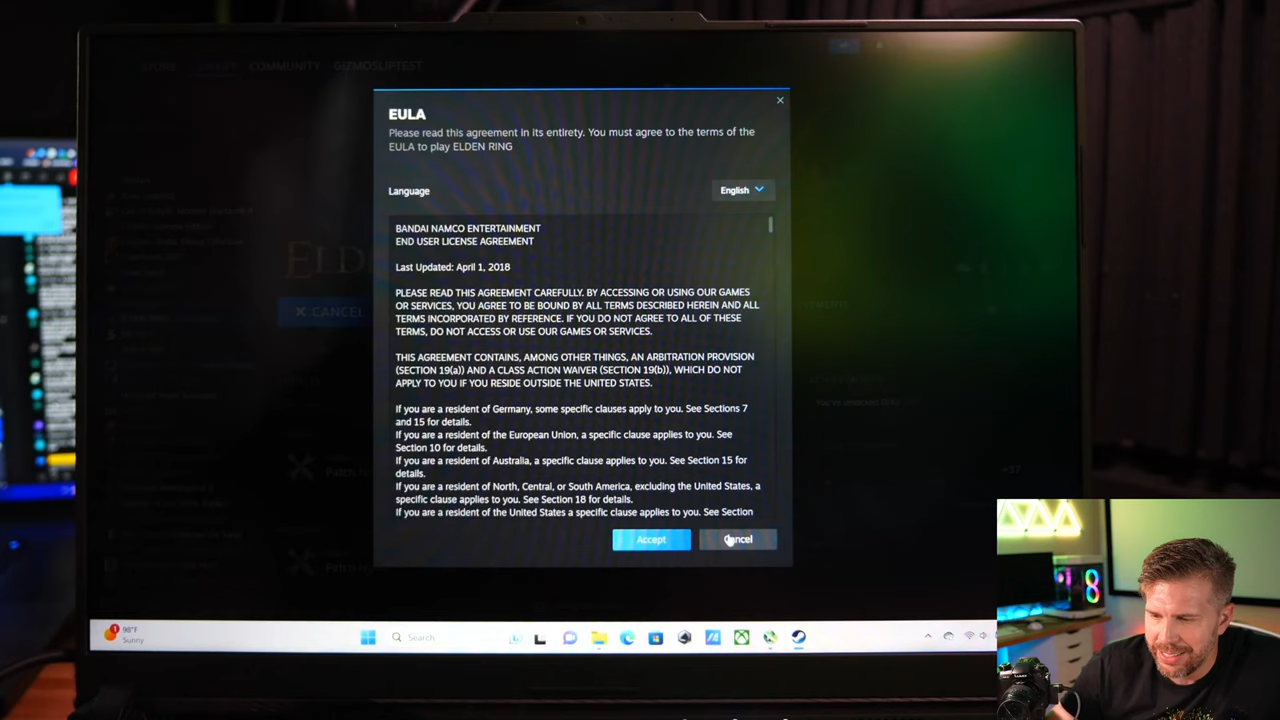 STORE
COMMUNITY
GIZMOSLIPTEST
EULA
Please read this agreement in its entirety. You must agree to the terms of the
EULA to play ELDEN RING
Language
English
BANDAI NAMCO ENTERTAINMENT
END USER LICENSE AGREEMENT
Last Updated: April 1, 2018
PLEASE READ THIS AGREEMENT CAREFULLY. BY ACCESSING OR USING OUR GAMES
OR SERVICES, YOU AGREE TO BE BOUND BY ALL TERMS DESCRIBED HEREIN AND ALL
TERMS INCORPORATED BY REFERENCE. IF YOU DO NOT AGREE TO ALL OF THESE
TERMS, DO NOT ACCESS OR USE OUR GAMES OR SERVICES.
THIS AGREEMENT CONTAINS, AMONG OTHER THINGS, AN ARBITRATION PROVISION
(SECTION 19(a)) AND A CLASS ACTION WAIVER (SECTION 19(b)), WHICH DO NOT
APPLY TO YOU IF YOU RESIDE OUTSIDE THE UNITED STATES.
If you are a resident of Germany, some specific clauses apply to you. See Sections 7
and 15 for details.
If you are a resident of the European Union, a specific clause applies to you. See
Section 10 for details.
If you are a resident of Australia, a specific clause applies to you. See Section 15 for
details.
If you are a resident of North, Central, or South America, excluding the United States, a
specific clause applies to you. See Section 18 for details.
If you are a resident of the United States a specific clause applies to you. See Section
Accept
Cancel
CANCEL
+37
1
98°F
Sunny
Search